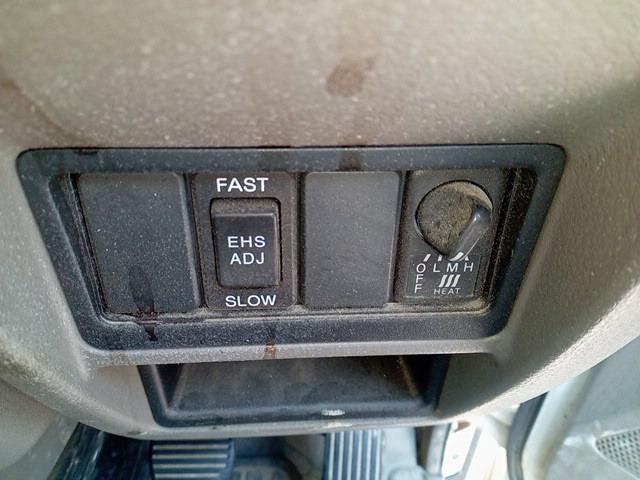 FAST
EHS
ADJ
SLOW
OFF
L M H
HEAT